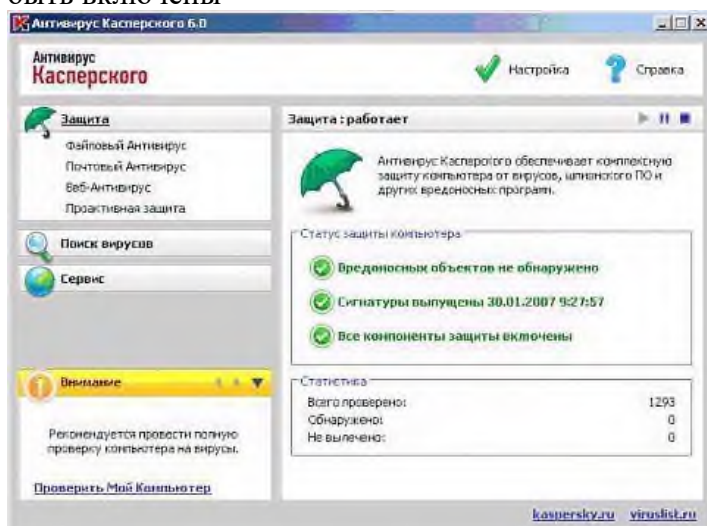 быть включены
Антивирус Касперского 6.0
Антивирус
Касперского
Настройка
Справка
Защита
Файловый Антивирус
Почтовый Антивирус
Веб-Антивирус
Проактивная защита
Поиск вирусов
Сервис
Внимание
Рекомендуется провести полную
проверку компьютера на вирусы.
Проверить Мой Компьютер
Защита : работает
Антивирус Касперского обеспечивает комплексную
защиту компьютера от вирусов, шпионского ПО и
других вредоносных программ.
Статус защиты компьютера
Вредоносных объектов не обнаружено
Сигнатуры выпущены 30.01.2007 9:27:57
Все компоненты защиты включены
Статистика
Всего проверено: 1293
Обнаружено: 0
Не вылечено: 0
kaspersky.ru viruslist.ru